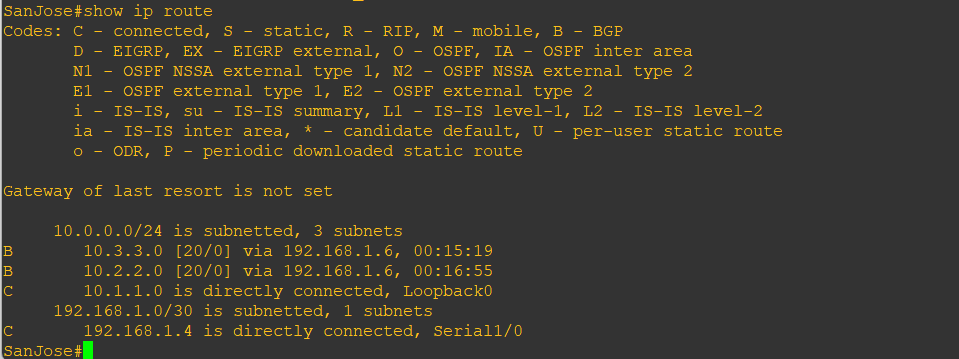 SanJose#show ip route
Codes: C - connected, S - static, R - RIP, M - mobile, B - BGP
       D - EIGRP, EX - EIGRP external, O - OSPF, IA - OSPF inter area
       N1 - OSPF NSSA external type 1, N2 - OSPF NSSA external type 2
       E1 - OSPF external type 1, E2 - OSPF external type 2
       i - IS-IS, su - IS-IS summary, L1 - IS-IS level-1, L2 - IS-IS level-2
       ia - IS-IS inter area, * - candidate default, U - per-user static route
       o - ODR, P - periodic downloaded static route
Gateway of last resort is not set
     10.0.0.0/24 is subnetted, 3 subnets
B       10.3.3.0 [20/0] via 192.168.1.6, 00:15:19
B       10.2.2.0 [20/0] via 192.168.1.6, 00:16:55
C       10.1.1.0 is directly connected, Loopback0
     192.168.1.0/30 is subnetted, 1 subnets
C       192.168.1.4 is directly connected, Serial1/0
SanJose#